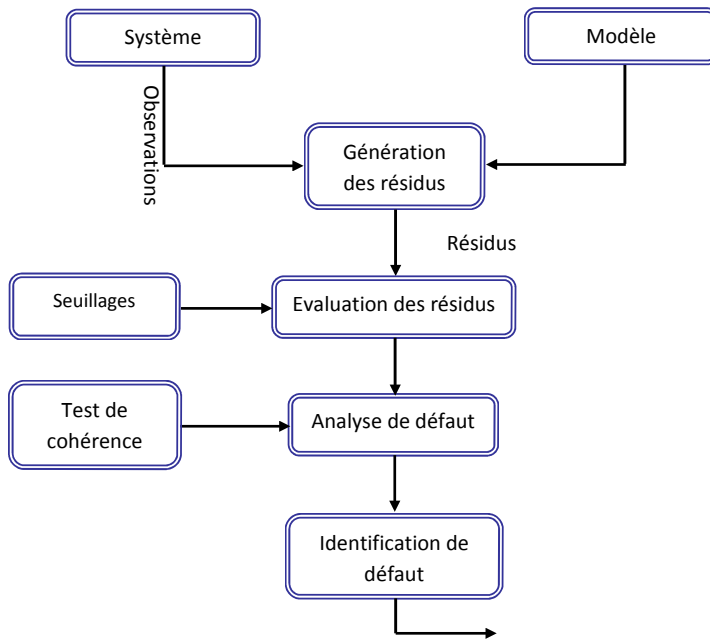 Système
Modèle
Observations
Génération
des résidus
Résidus
Seuillages
Evaluation des résidus
Test de
cohérence
Analyse de défaut
Identification de
défaut